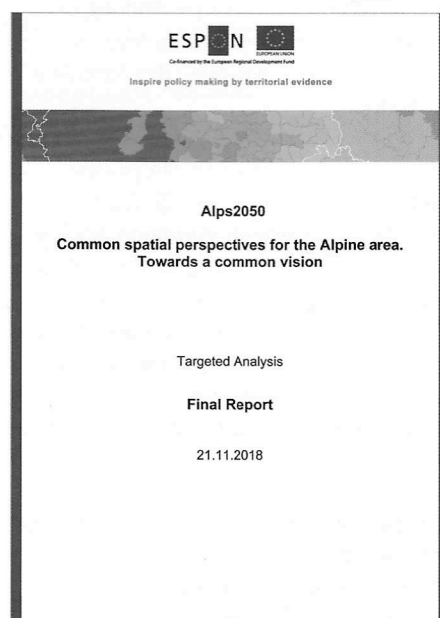 ESPON
EUROPEAN UNION
Co-financed by the European Regional Development Fund
Inspire policy making by territorial evidence
Alps2050
Common spatial perspectives for the Alpine area.
Towards a common vision
Targeted Analysis
Final Report
21.11.2018